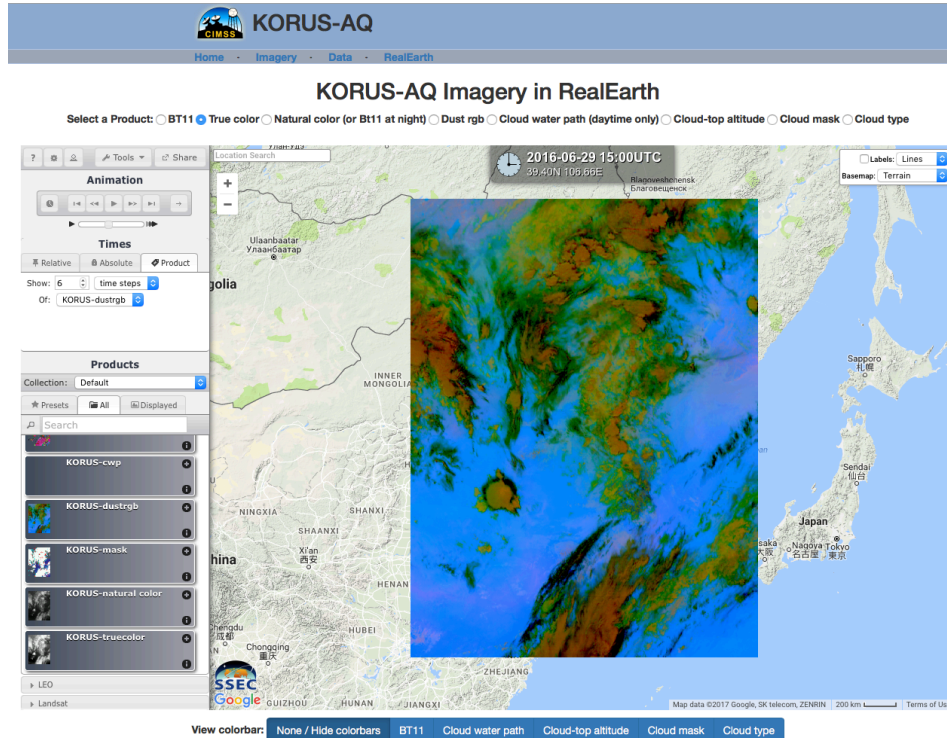 CIMSS
KORUS-AQ
Home · Imagery · Data · RealEarth
KORUS-AQ Imagery in RealEarth
Select a Product: BT11 True color Natural color (or Bt11 at night) Dust rgb Cloud water path (daytime only) Cloud-top altitude Cloud mask Cloud type
? Tools Share
Location Search
2016-06-29 15:00UTC
39.40N 106.66E
Labels: Lines
Basemap: Terrain
Animation
Times
Relative Absolute Product
Show: 6 time steps
Of: KORUS-dustrgb
Products
Collection: Default
Presets All Displayed
Search
KORUS-cwp
KORUS-dustrgb
KORUS-mask
KORUS-natural color
KORUS-truecolor
LEO
Landsat
Blagoveshchensk
Благовещенск
Ulaanbaatar
Улаанбаатар
golia
INNER
MONGOLIA
Sapporo
札幌
Sendai
仙台
NINGXIA
SHANXI
SHAANXI
Japan
Xi'an
西安
hina
saka
大阪
Nagoya
名古屋
Tokyo
東京
HENAN
HUBEI
Chengdu
成都
Chongqing
重庆
ZHEJIANG
SSEC
Google
GUIZHOU
HUNAN
JIANGXI
Map data ©2017 Google, SK telecom, ZENRIN 200 km Terms of Us
View colorbar: None / Hide colorbars BT11 Cloud water path Cloud-top altitude Cloud mask Cloud type